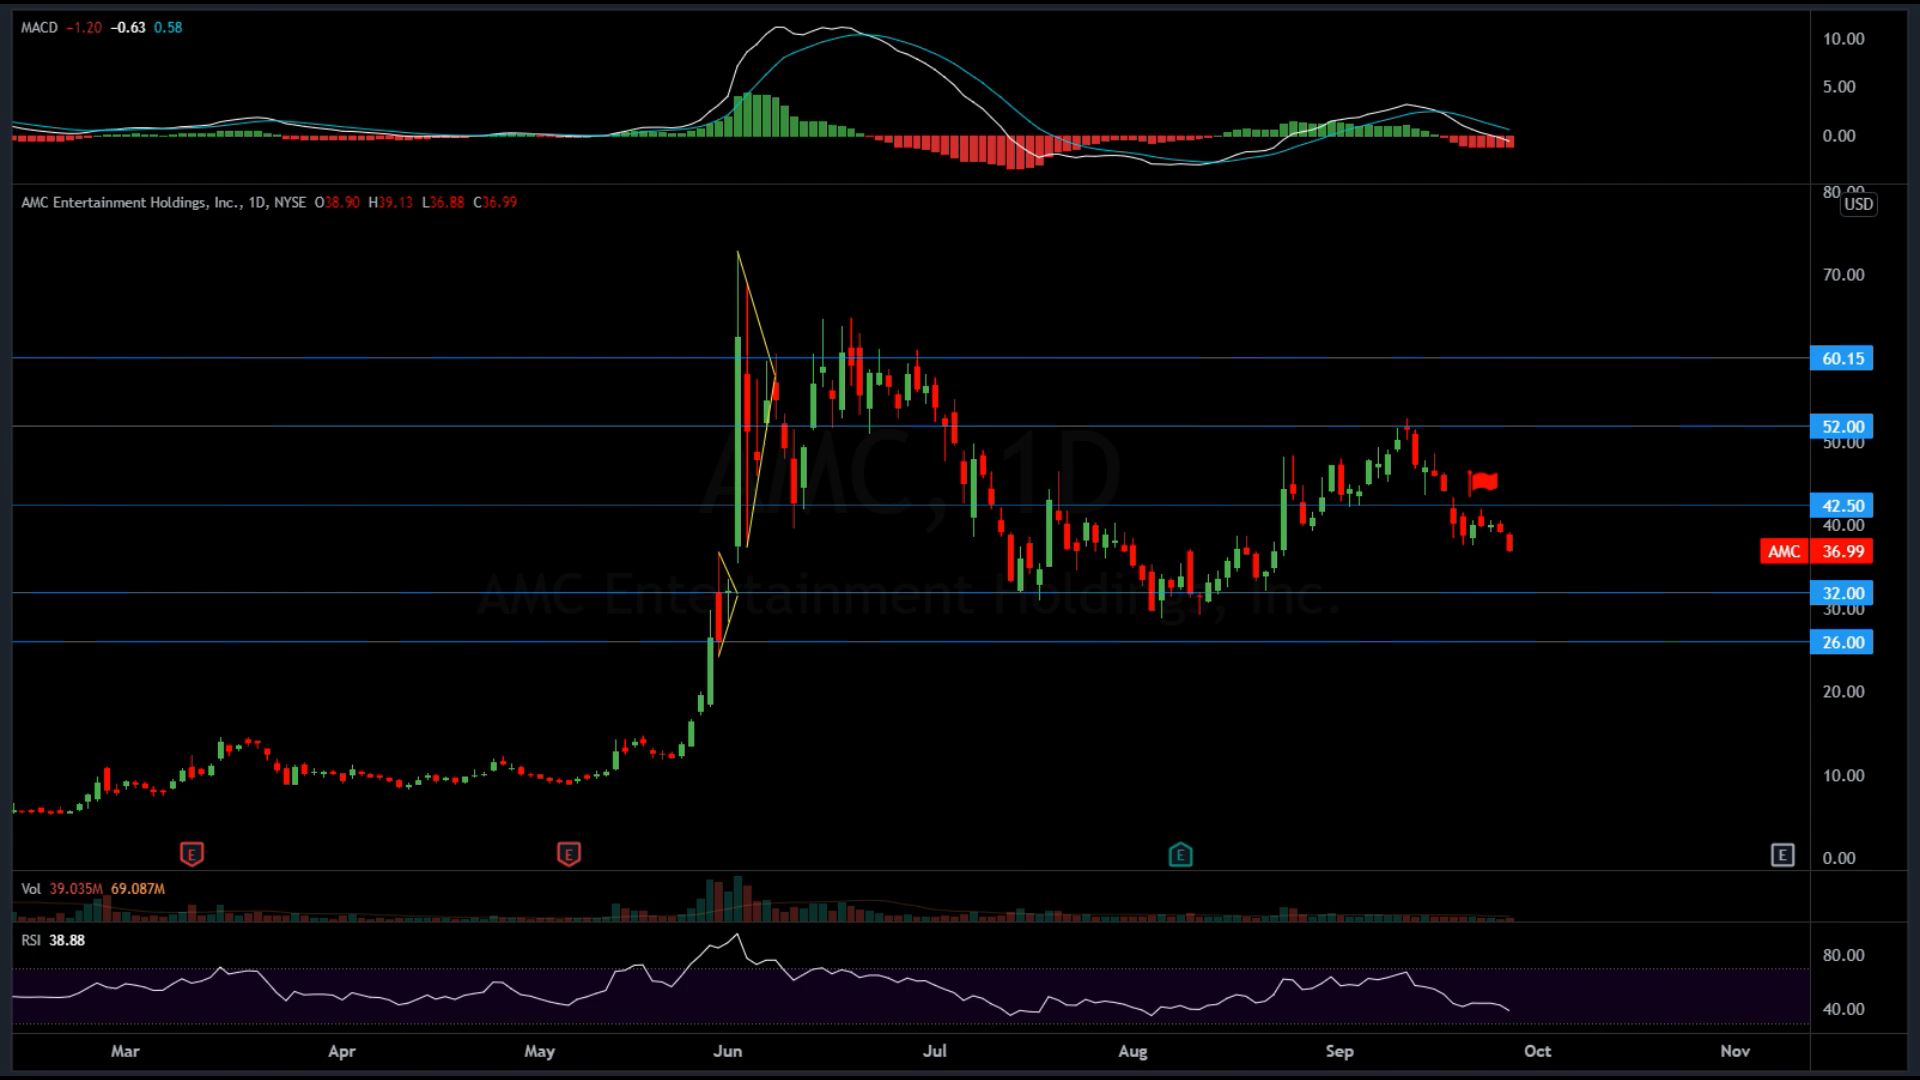 MACD −1.20 −0.63 0.58
10.00
5.00
0.00
AMC Entertainment Holdings, Inc., 1D, NYSE O38.90 H39.13 L36.88 C36.99
80.00
USD
70.00
60.15
52.00
50.00
AMC, 1D
42.50
40.00
AMC 36.99
AMC Entertainment Holdings, Inc.
32.00
30.00
26.00
20.00
10.00
E E E E
0.00
Vol 39.035M 69.087M
RSI 38.88
80.00
40.00
Mar Apr May Jun Jul Aug Sep Oct Nov